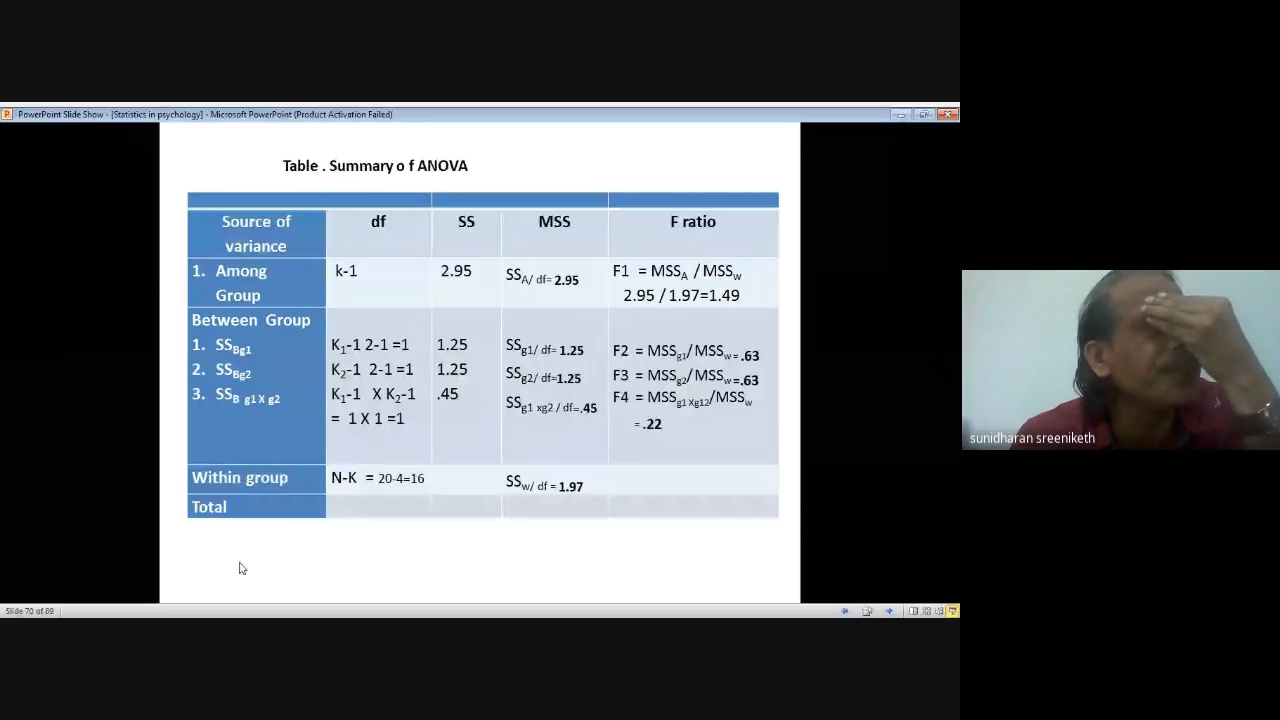 PowerPoint Slide Show - [Statistics in psychology] - Microsoft PowerPoint (Product Activation Failed)
Table . Summary o f ANOVA
Source of variance df SS MSS F ratio
1. Among Group k-1 2.95 SSA/ df= 2.95 F1 = MSSA / MSSw
2.95 / 1.97=1.49
Between Group
1. SSBg1 K1-1 2-1 =1 1.25 SSg1/ df= 1.25 F2 = MSSg1/MSSw = .63
2. SSBg2 K2-1 2-1 =1 1.25 SSg2/ df=1.25 F3 = MSSg2/MSSw =.63
3. SSB g1 X g2 K1-1 X K2-1 .45 SSg1 xg2 / df=.45 F4 = MSSg1 Xg12/MSSw
= 1 X 1 =1 = .22
Within group N-K = 20-4=16 SSw/ df = 1.97
Total
Slide 70 of 89
sunidharan sreeniketh